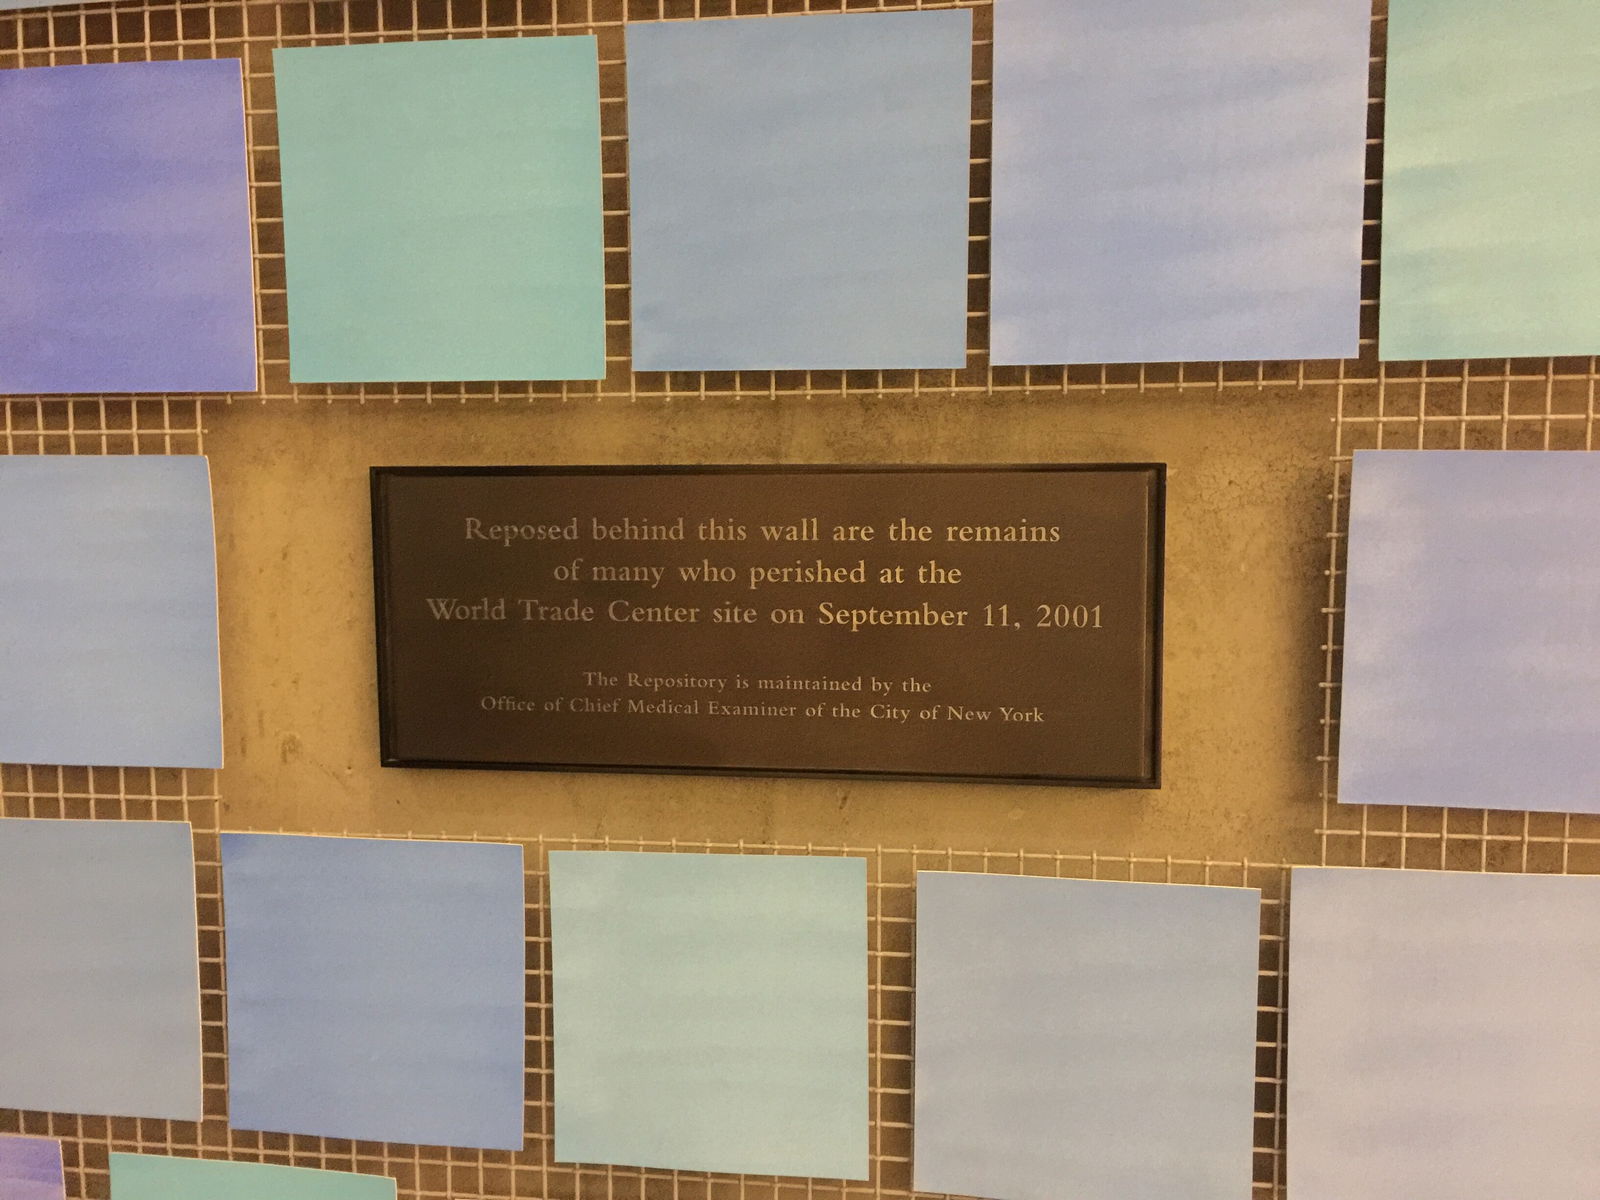 Reposed behind this wall are the remains
of many who perished at the
World Trade Center site on September 11, 2001
The Repository is maintained by the
Office of Chief Medical Examiner of the City of New York